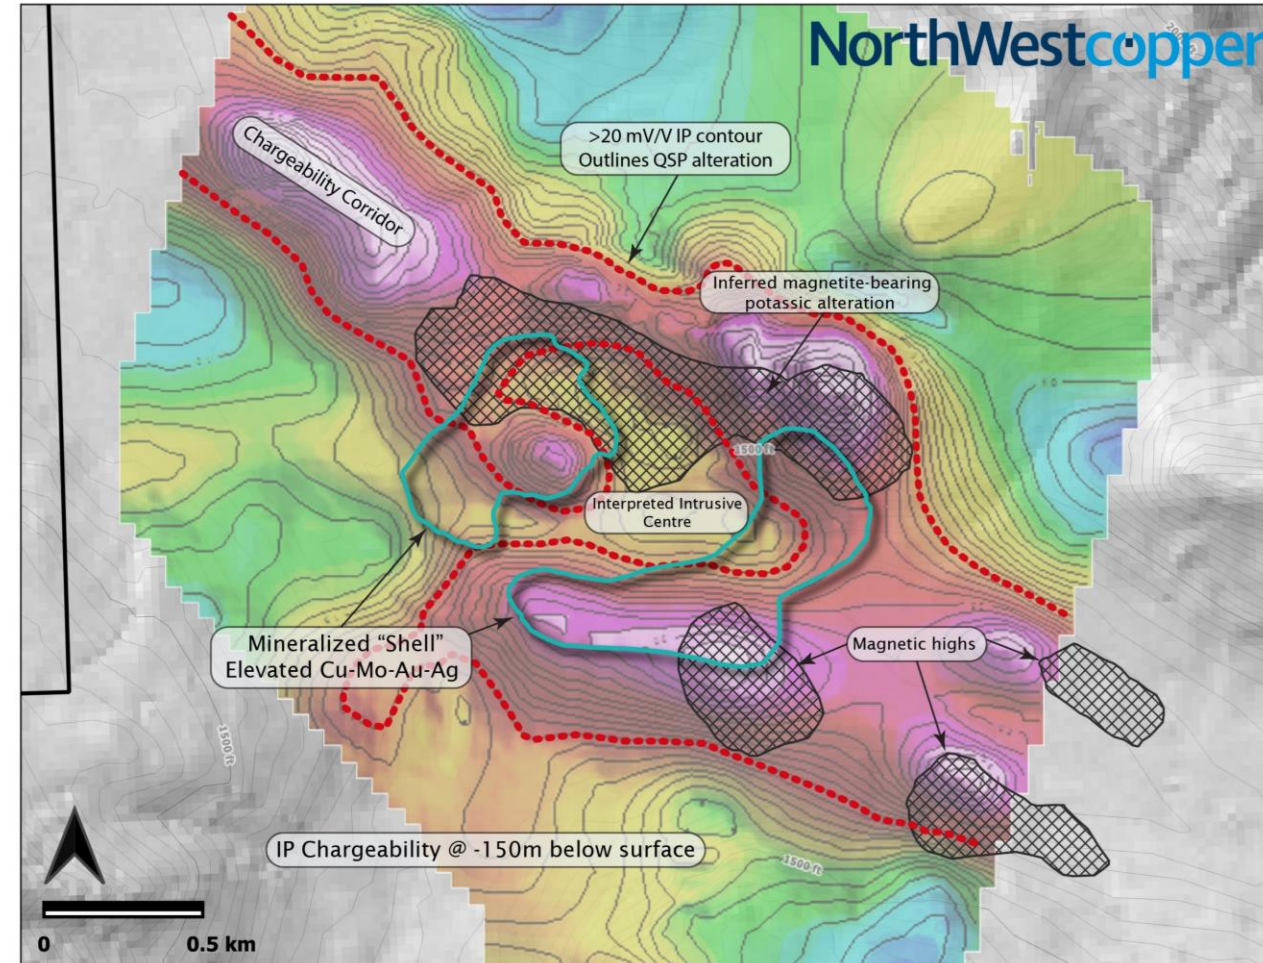 NorthWestcopper
>20 mV/V IP contour
Outlines QSP alteration
Chargeability Corridor
Inferred magnetite-bearing
potassic alteration
1500 ft
Interpreted Intrusive
Centre
Mineralized “Shell”
Elevated Cu-Mo-Au-Ag
Magnetic highs
1500 ft
IP Chargeability @ -150m below surface
1500 ft
0 0.5 km